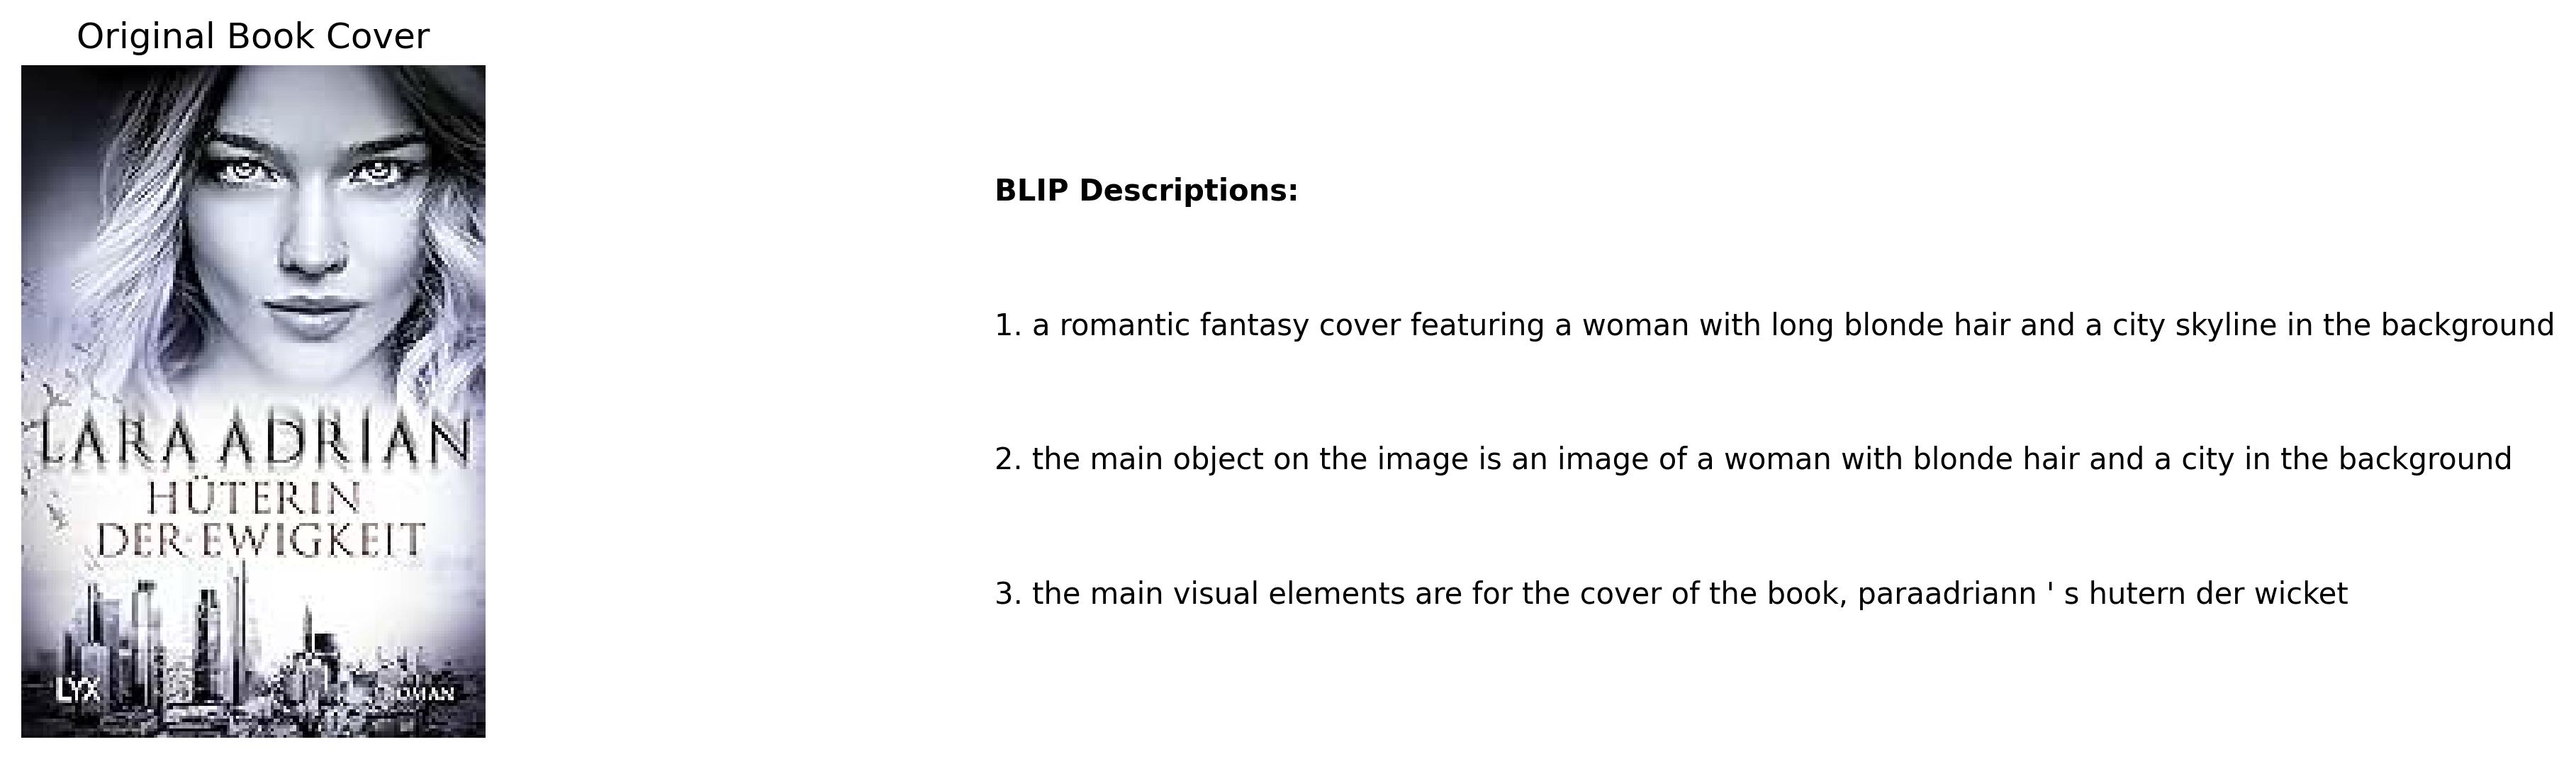 Original Book Cover
LARA ADRIAN
HÜTERIN
DER EWIGKEIT
LYX
ROMAN
BLIP Descriptions:
1. a romantic fantasy cover featuring a woman with long blonde hair and a city skyline in the background
2. the main object on the image is an image of a woman with blonde hair and a city in the background
3. the main visual elements are for the cover of the book, paraadriann ' s hutern der wicket